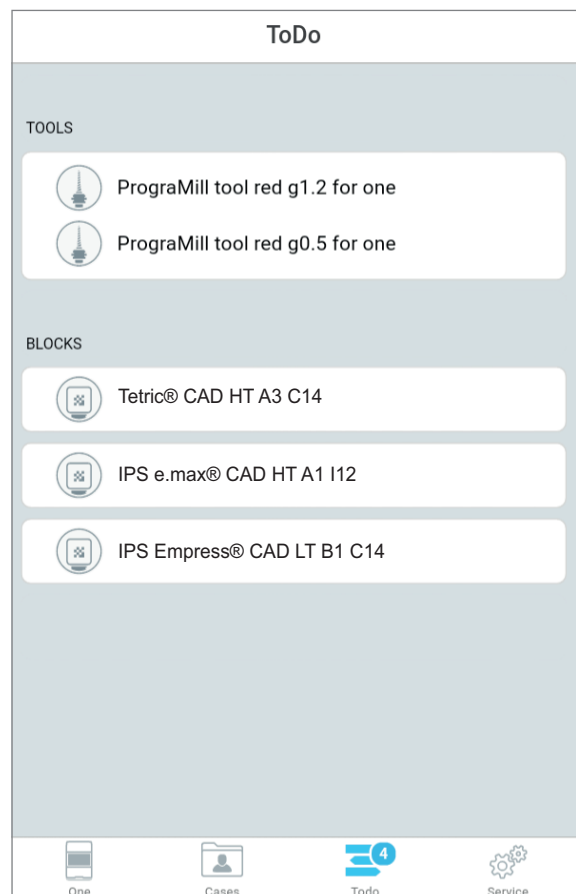 ToDo
TOOLS
PrograMill tool red g1.2 for one
PrograMill tool red g0.5 for one
BLOCKS
Tetric® CAD HT A3 C14
IPS e.max® CAD HT A1 I12
IPS Empress® CAD LT B1 C14
4
One Cases Todo Service